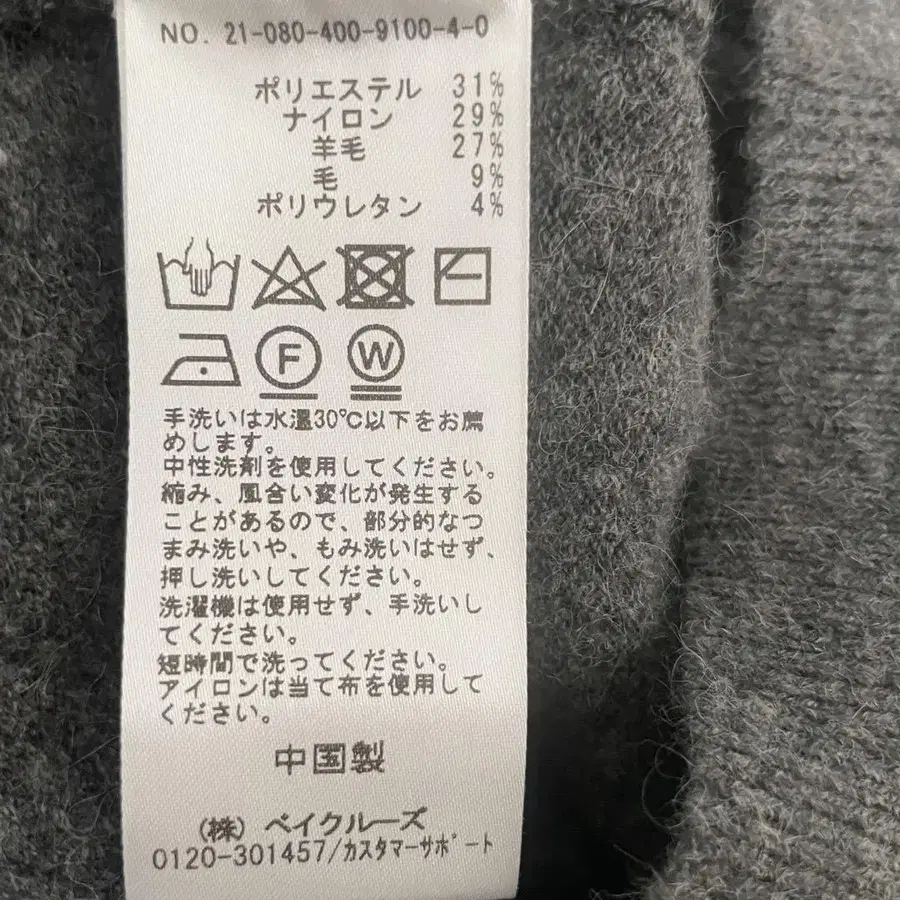 NO. 21-080-400-9100-4-0
ポリエステル 31%
ナイロン 29%
羊毛 27%
毛 9%
ポリウレタン 4%
F W
手洗いは水温30℃以下をお薦
めします。
中性洗剤を使用してください。
縮み、風合い変化が発生する
ことがあるので、部分的なつ
まみ洗いや、もみ洗いはせず、
押し洗いしてください。
洗濯機は使用せず、手洗いし
てください。
短時間で洗ってください。
アイロンは当て布を使用して
ください。
中国製
(株) ベイクルーズ
0120-301457/カスタマーサポート